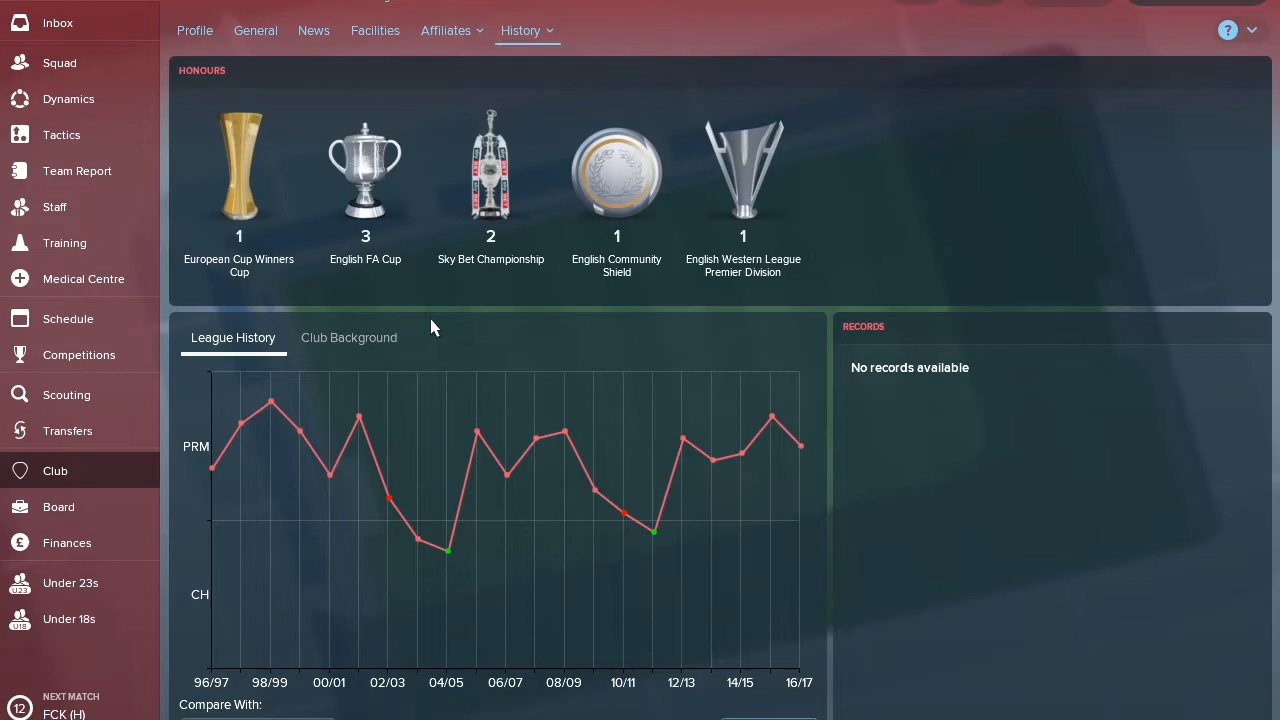 Inbox
Squad
Dynamics
Tactics
Team Report
Staff
Training
Medical Centre
Schedule
Competitions
Scouting
Transfers
Club
Board
Finances
U23
Under 23s
U18
Under 18s
12
NEXT MATCH
FCK (H)
Profile General News Facilities Affiliates History
?
HONOURS
1 3 2 1 1
European Cup Winners Cup
English FA Cup
Sky Bet Championship
English Community Shield
English Western League Premier Division
League History Club Background
PRM
CH
96/97 98/99 00/01 02/03 04/05 06/07 08/09 10/11 12/13 14/15 16/17
Compare With:
RECORDS
No records available